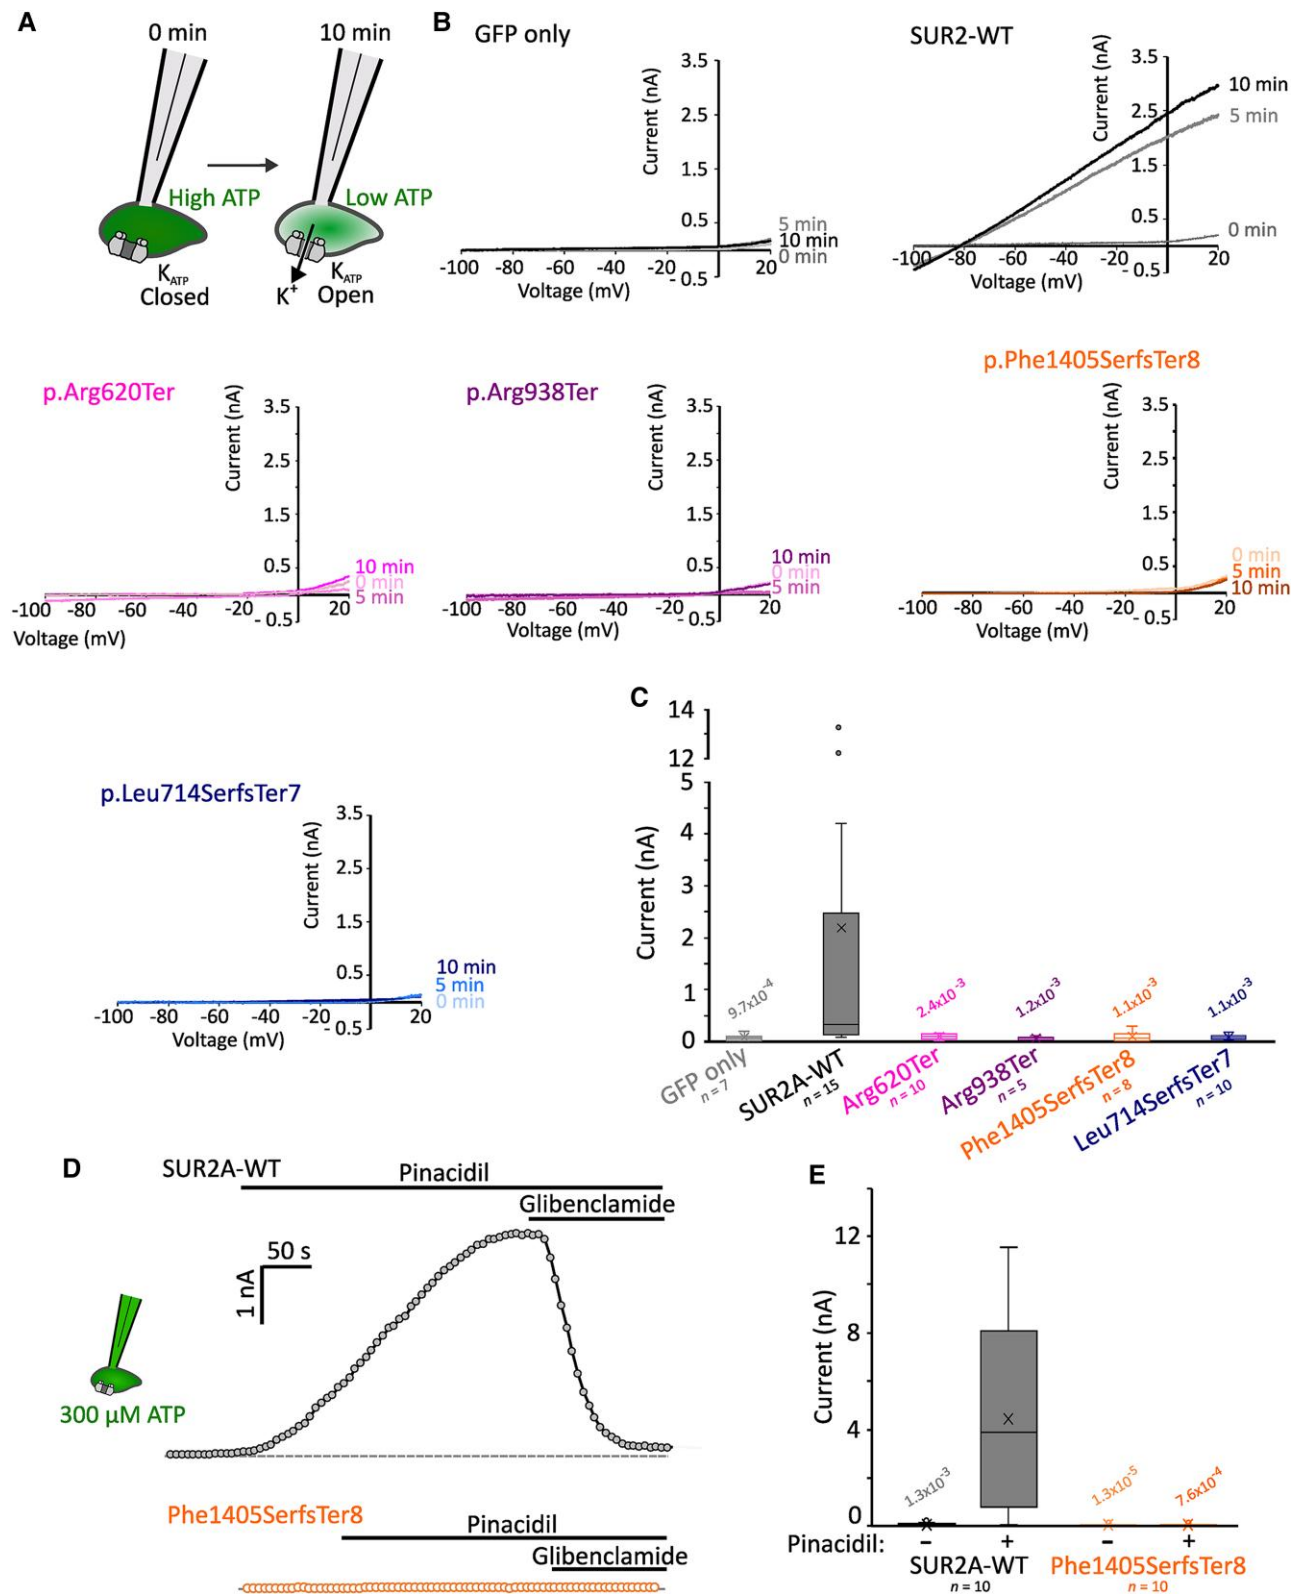 A
0 min
10 min
High ATP
Low ATP
KATP
Closed
K+
KATP
Open
B
GFP only
Current (nA)
3.5
2.5
1.5
0.5
- 0.5
-100
-80
-60
-40
-20
20
Voltage (mV)
5 min
10 min
0 min
SUR2-WT
Current (nA)
3.5
2.5
1.5
0.5
- 0.5
-100
-80
-60
-40
-20
20
Voltage (mV)
10 min
5 min
0 min
p.Arg620Ter
Current (nA)
3.5
2.5
1.5
0.5
- 0.5
-100
-80
-60
-40
-20
20
Voltage (mV)
10 min
0 min
5 min
p.Arg938Ter
Current (nA)
3.5
2.5
1.5
0.5
- 0.5
-100
-80
-60
-40
-20
20
Voltage (mV)
10 min
0 min
5 min
p.Phe1405SerfsTer8
Current (nA)
3.5
2.5
1.5
0.5
- 0.5
-100
-80
-60
-40
-20
20
Voltage (mV)
0 min
5 min
10 min
p.Leu714SerfsTer7
Current (nA)
3.5
2.5
1.5
0.5
- 0.5
-100
-80
-60
-40
-20
20
Voltage (mV)
10 min
5 min
0 min
C
Current (nA)
14
12
5
4
3
2
1
0
9.7x10-4
2.4x10-3
1.2x10-3
1.1x10-3
1.1x10-3
GFP only
n = 7
SUR2A-WT
n = 15
Arg620Ter
n = 10
Arg938Ter
n = 5
Phe1405SerfsTer8
n = 8
Leu714SerfsTer7
n = 10
D
SUR2A-WT
Pinacidil
Glibenclamide
50 s
1 nA
300 µM ATP
Phe1405SerfsTer8
Pinacidil
Glibenclamide
E
Current (nA)
12
8
4
0
1.3x10-3
1.3x10-5
7.6x10-4
Pinacidil: - + - +
SUR2A-WT
n = 10
Phe1405SerfsTer8
n = 10